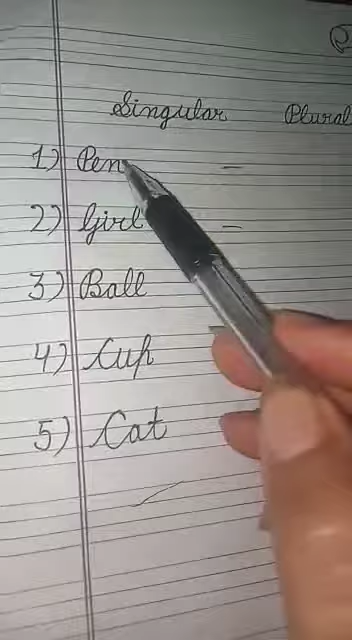 Singular Plural
1) Pen -
2) Girl -
3) Ball
4) Cup
5) Cat